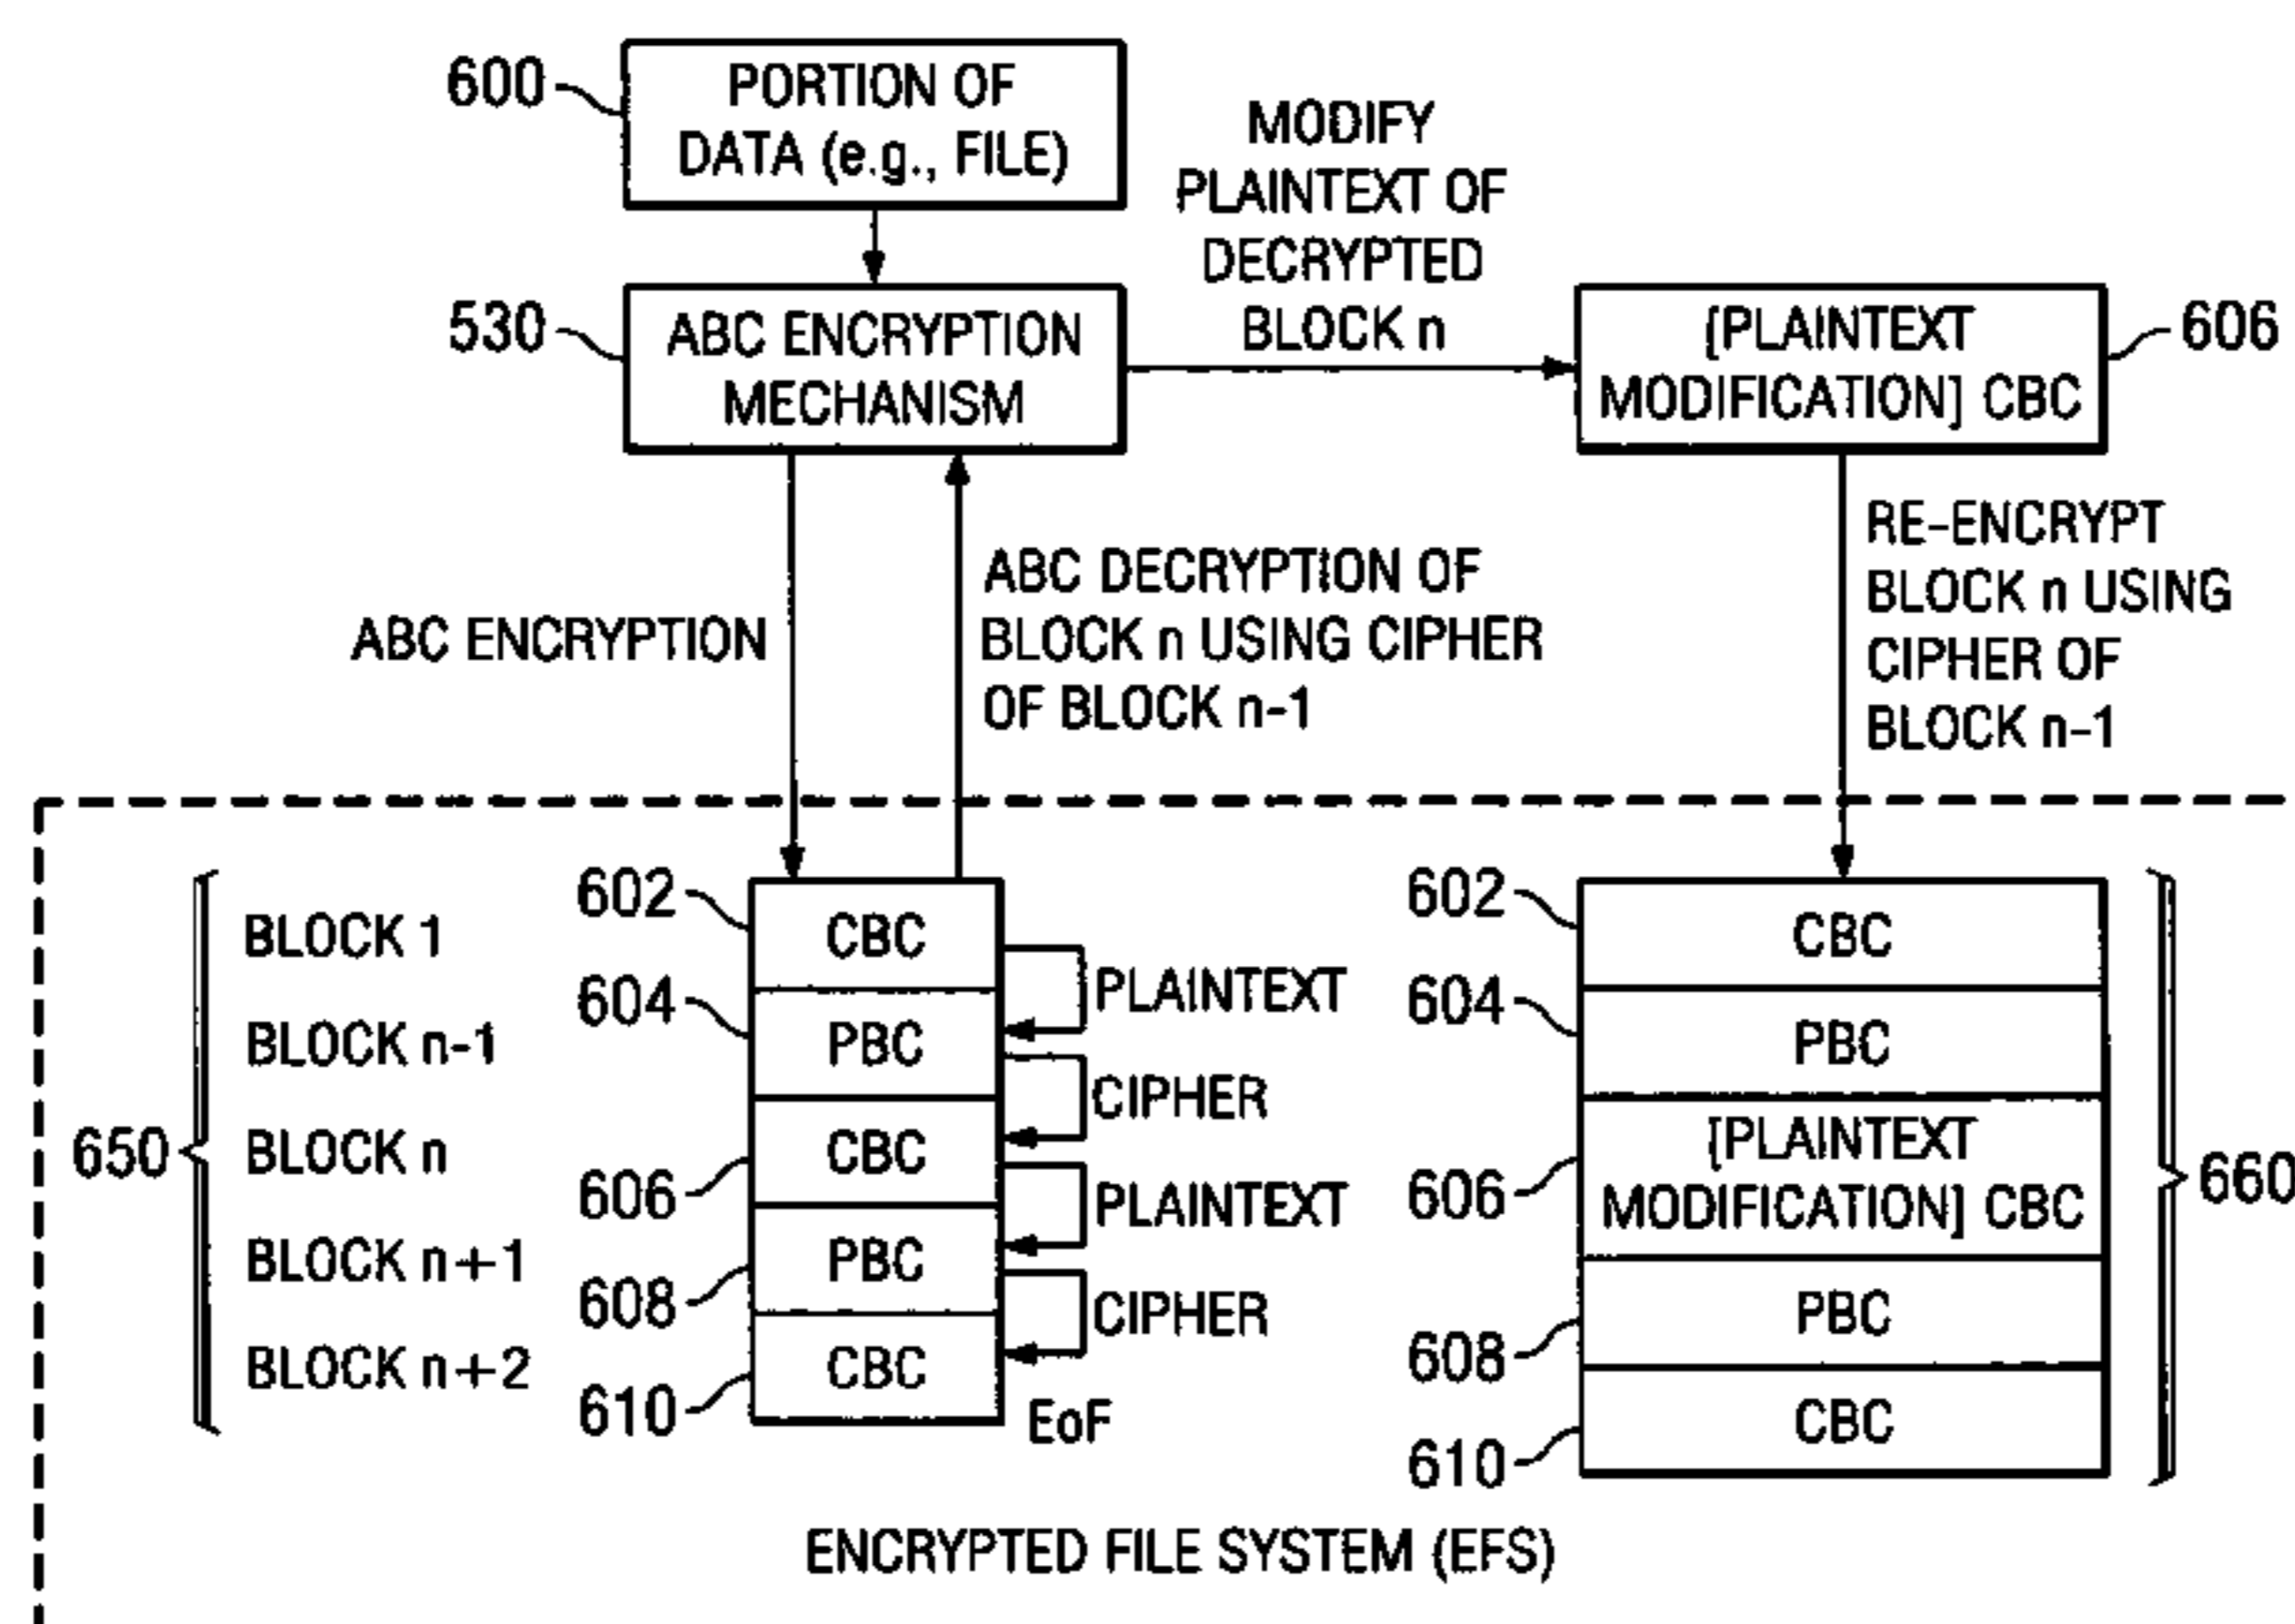 600
PORTION OF
DATA (e.g., FILE)
MODIFY
PLAINTEXT OF
DECRYPTED
BLOCK n
530
ABC ENCRYPTION
MECHANISM
[PLAINTEXT
MODIFICATION] CBC
606
ABC ENCRYPTION
ABC DECRYPTION OF
BLOCK n USING CIPHER
OF BLOCK n-1
RE-ENCRYPT
BLOCK n USING
CIPHER OF
BLOCK n-1
650
BLOCK 1
BLOCK n-1
BLOCK n
BLOCK n+1
BLOCK n+2
602
CBC
604
PBC
606
CBC
608
PBC
610
CBC
PLAINTEXT
CIPHER
PLAINTEXT
CIPHER
EoF
602
CBC
604
PBC
606
[PLAINTEXT
MODIFICATION] CBC
608
PBC
610
CBC
660
ENCRYPTED FILE SYSTEM (EFS)